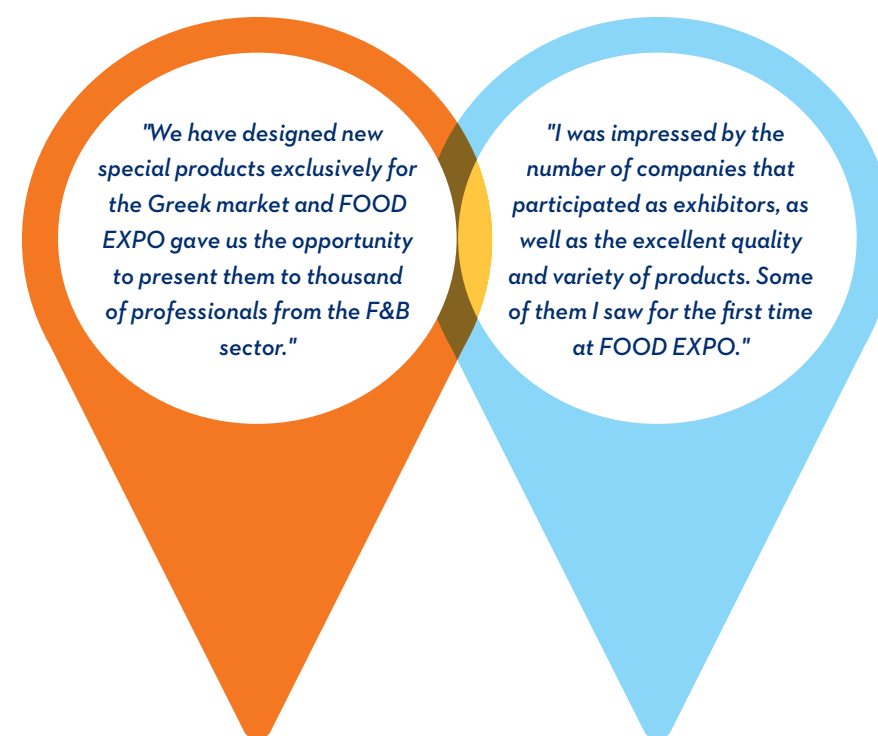 "We have designed new
special products exclusively for
the Greek market and FOOD
EXPO gave us the opportunity
to present them to thousand
of professionals from the F&B
sector."
"I was impressed by the
number of companies that
participated as exhibitors, as
well as the excellent quality
and variety of products. Some
of them I saw for the first time
at FOOD EXPO."